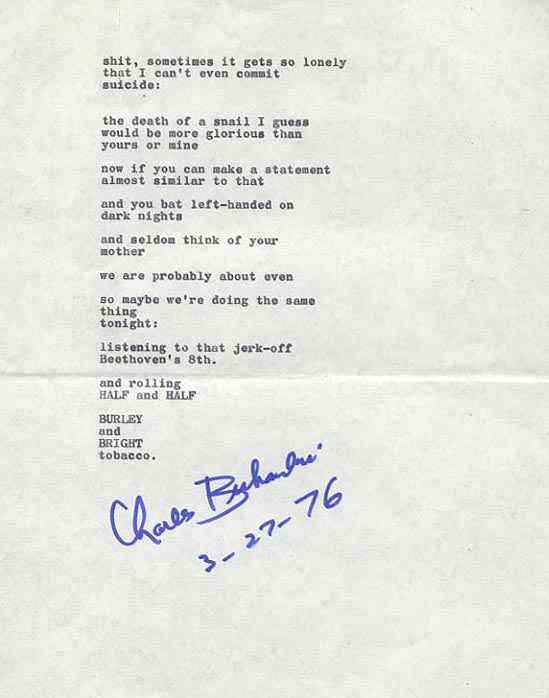 shit, sometimes it gets so lonely
that I can't even commit
suicide:
the death of a snail I guess
would be more glorious than
yours or mine
now if you can make a statement
almost similar to that
and you bat left-handed on
dark nights
and seldom think of your
mother
we are probably about even
so maybe we're doing the same
thing
tonight:
listening to that jerk-off
Beethoven's 8th.
and rolling
HALF and HALF
BURLEY
and
BRIGHT
tobacco.
Charles Bukowski
3-27-76